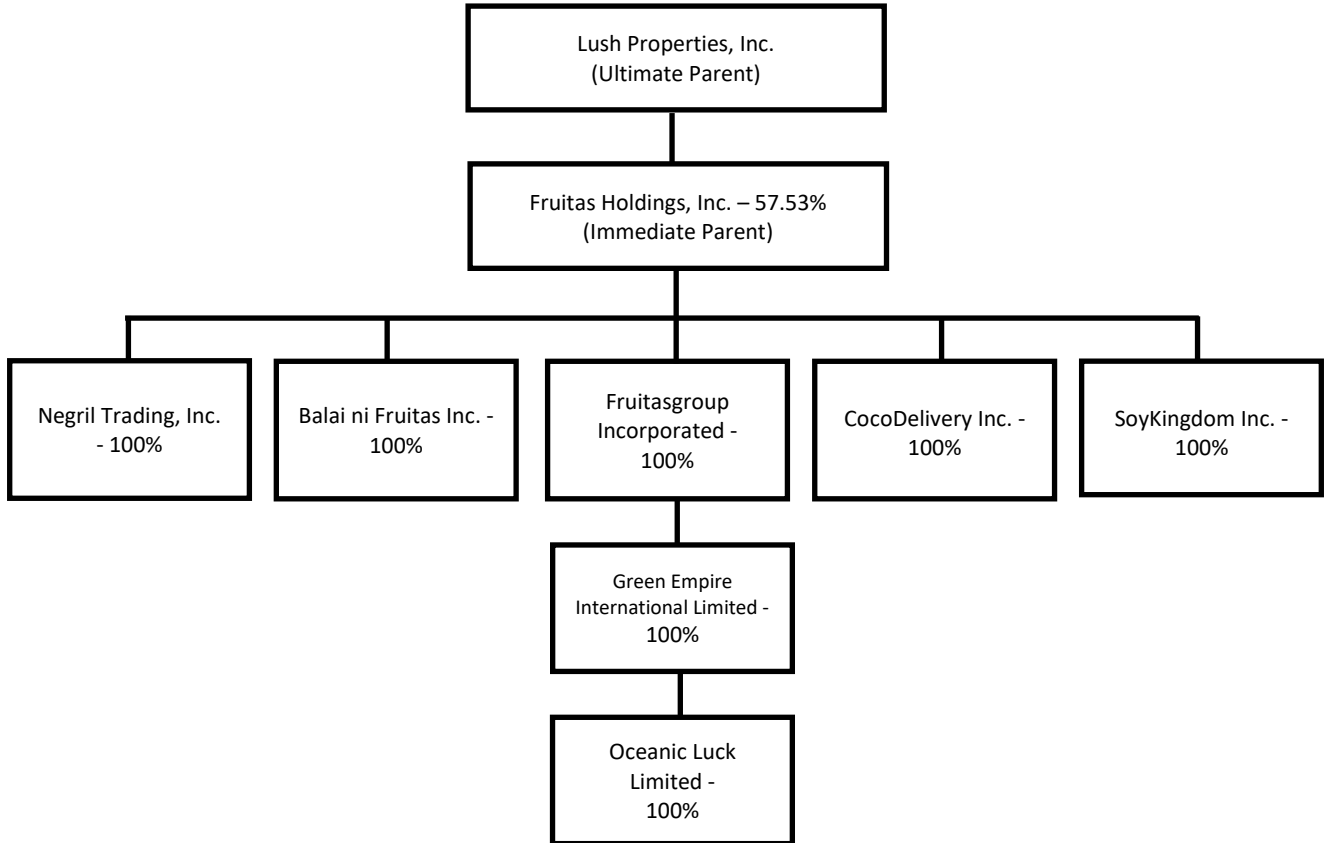 Lush Properties, Inc.
(Ultimate Parent)
Fruitas Holdings, Inc. – 57.53%
(Immediate Parent)
Negril Trading, Inc.
- 100%
Balai ni Fruitas Inc. -
100%
Fruitasgroup
Incorporated -
100%
CocoDelivery Inc. -
100%
SoyKingdom Inc. -
100%
Green Empire
International Limited -
100%
Oceanic Luck
Limited -
100%